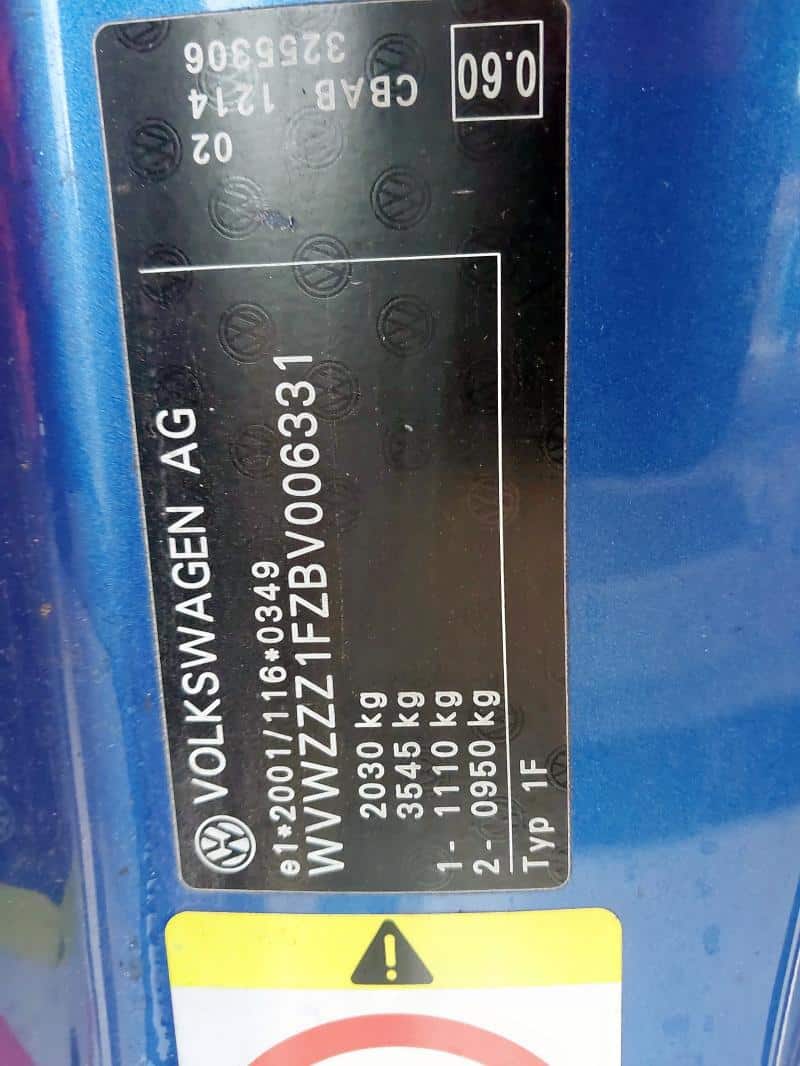 VOLKSWAGEN AG
e1*2001/116*0349
WVWZZZ1FZBV006331
2030 kg
3545 kg
1- 1110 kg
2- 0950 kg
Typ 1F
02
CBAB 1214
3255306
0.60